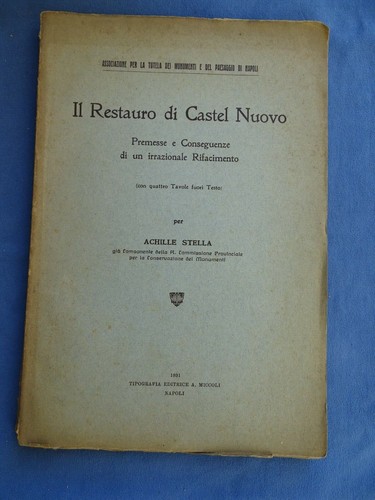 ASSOCIAZIONE PER LA TUTELA DEI MONUMENTI E DEL PAESAGGIO DI NAPOLI
Il Restauro di Castel Nuovo
Premesse e Conseguenze
di un irrazionale Rifacimento
(con quattro Tavole fuori Testo)
per
ACHILLE STELLA
già Componente della R. Commissione Provinciale
per la Conservazione dei Monumenti
1931
TIPOGRAFIA EDITRICE A. MICCOLI
NAPOLI